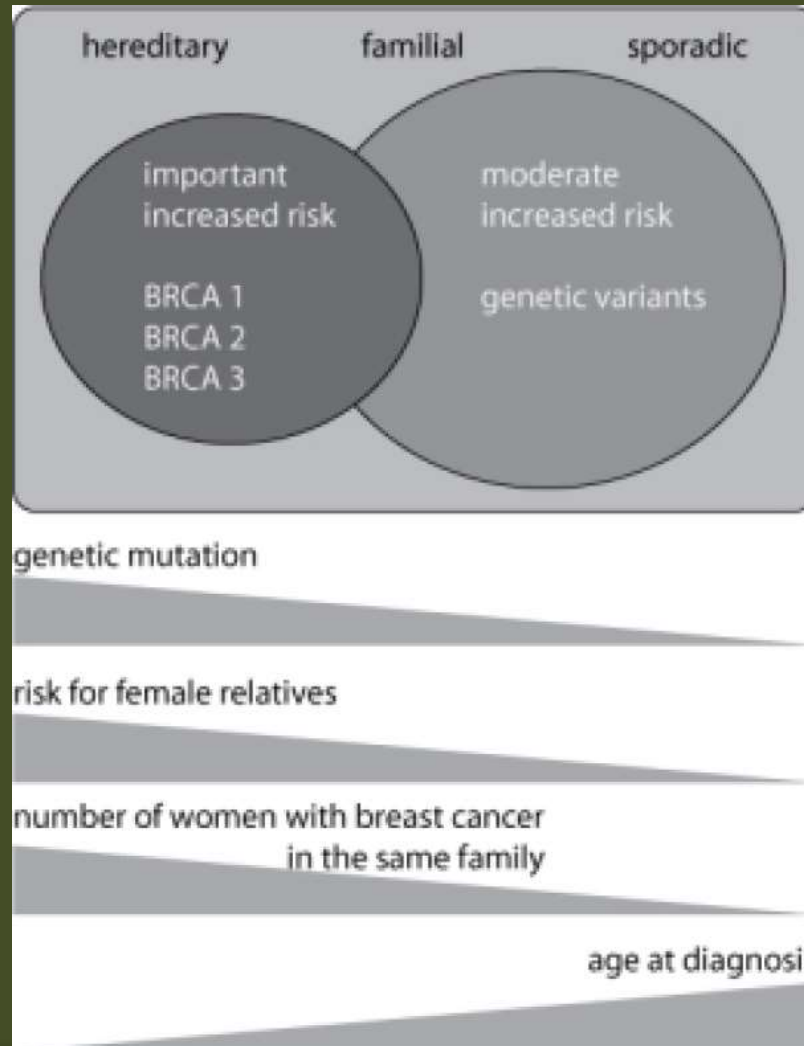 hereditary familial sporadic
important
increased risk
BRCA 1
BRCA 2
BRCA 3
moderate
increased risk
genetic variants
genetic mutation
risk for female relatives
number of women with breast cancer
in the same family
age at diagnosi